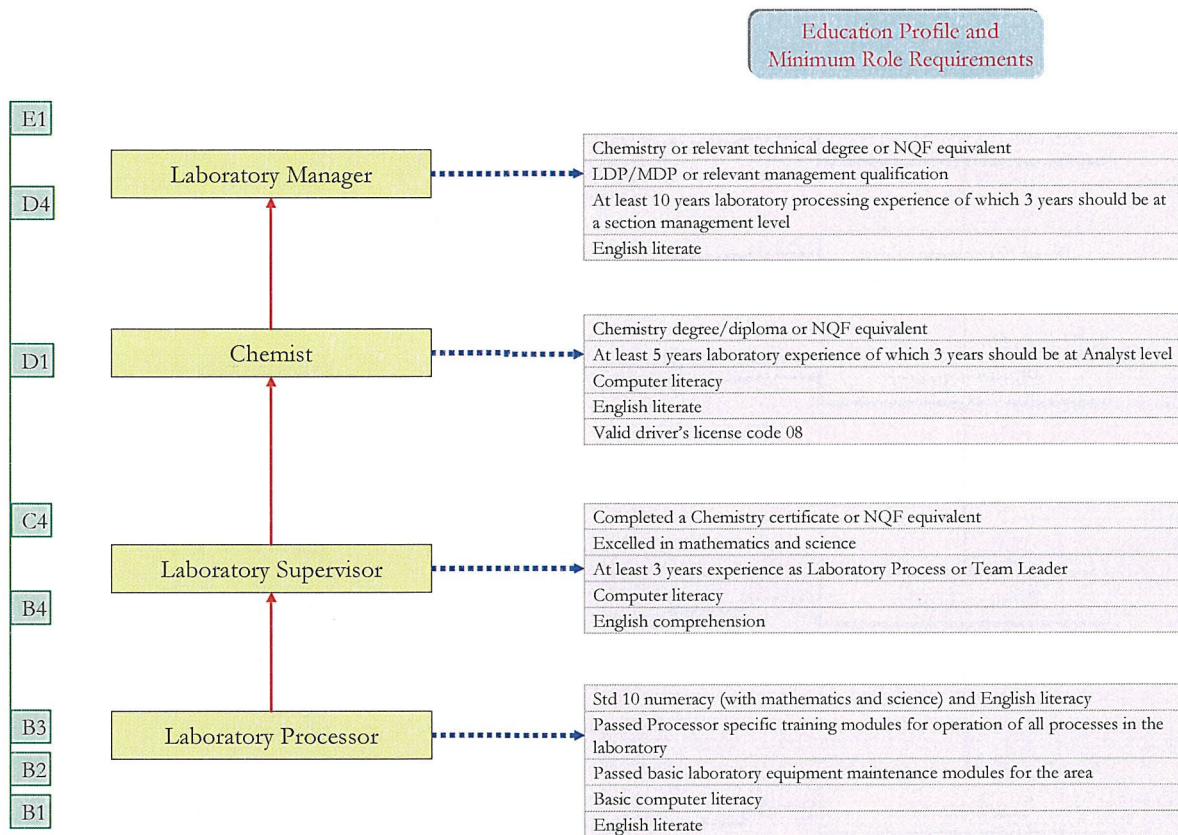 Education Profile and
Minimum Role Requirements
E1
Laboratory Manager
Chemistry or relevant technical degree or NQF equivalent
LDP/MDP or relevant management qualification
At least 10 years laboratory processing experience of which 3 years should be at
a section management level
English literate
D4
Chemist
Chemistry degree/diploma or NQF equivalent
At least 5 years laboratory experience of which 3 years should be at Analyst level
Computer literacy
English literate
Valid driver's license code 08
D1
C4
Laboratory Supervisor
Completed a Chemistry certificate or NQF equivalent
Excelled in mathematics and science
At least 3 years experience as Laboratory Process or Team Leader
Computer literacy
English comprehension
B4
Laboratory Processor
Std 10 numeracy (with mathematics and science) and English literacy
Passed Processor specific training modules for operation of all processes in the
laboratory
Passed basic laboratory equipment maintenance modules for the area
Basic computer literacy
English literate
B3
B2
B1